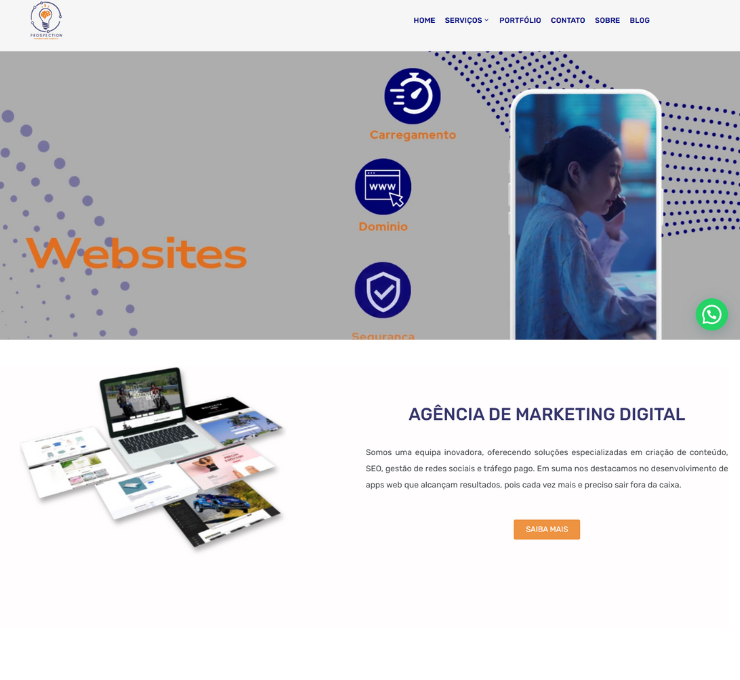 PROSPECTION
HOME SERVIÇOS PORTFÓLIO CONTATO SOBRE BLOG
Carregamento
www
Dominio
Websites
Segurança
AGÊNCIA DE MARKETING DIGITAL
Somos uma equipa inovadora, oferecendo soluções especializadas em criação de conteúdo,
SEO, gestão de redes sociais e tráfego pago. Em suma nos destacamos no desenvolvimento de
apps web que alcançam resultados, pois cada vez mais e preciso sair fora da caixa.
SAIBA MAIS